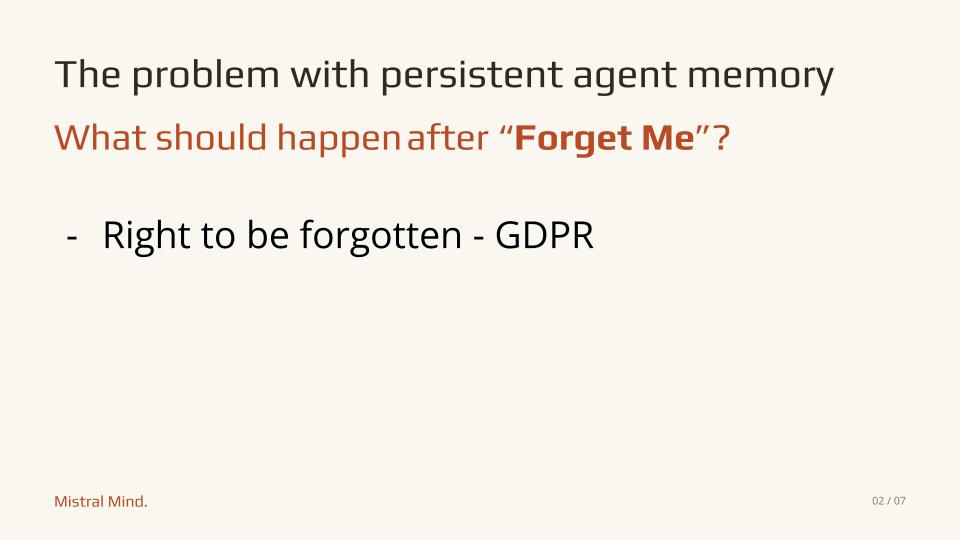 The problem with persistent agent memory
What should happen after “Forget Me”?
- Right to be forgotten - GDPR
Mistral Mind.
02 / 07